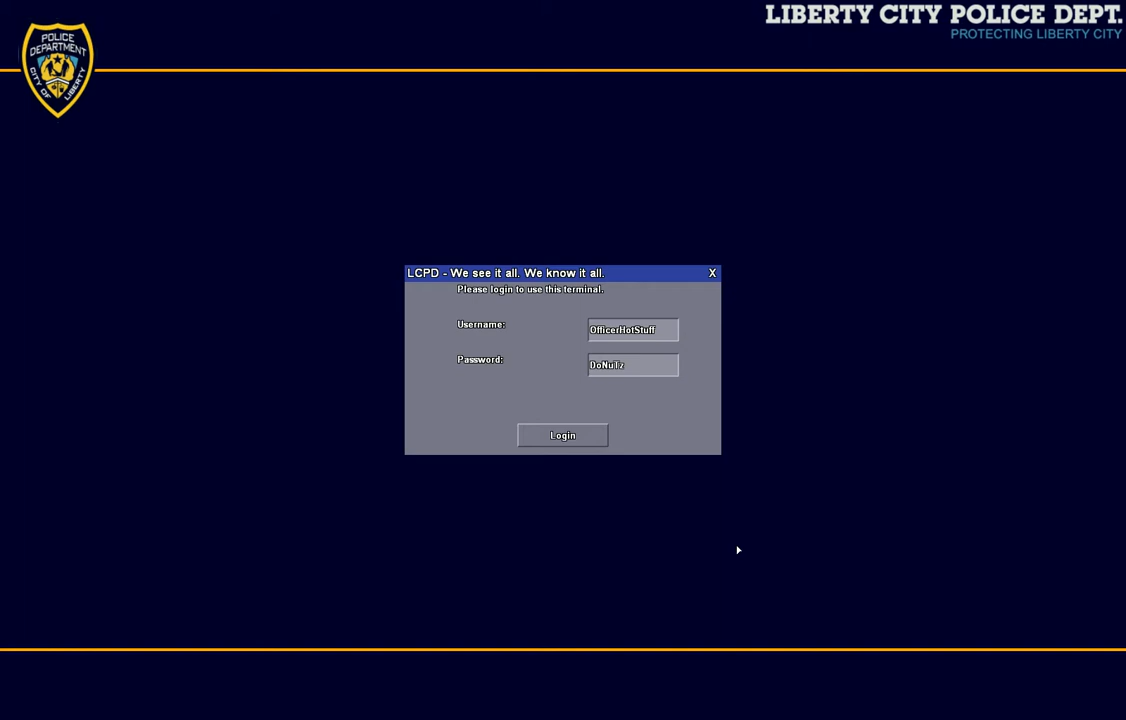 LIBERTY CITY POLICE DEPT.
PROTECTING LIBERTY CITY
POLICE
DEPARTMENT
CITY OF LIBERTY
LCPD - We see it all. We know it all. X
Please login to use this terminal.
Username: OfficerHotStuff
Password: DoNuTz
Login